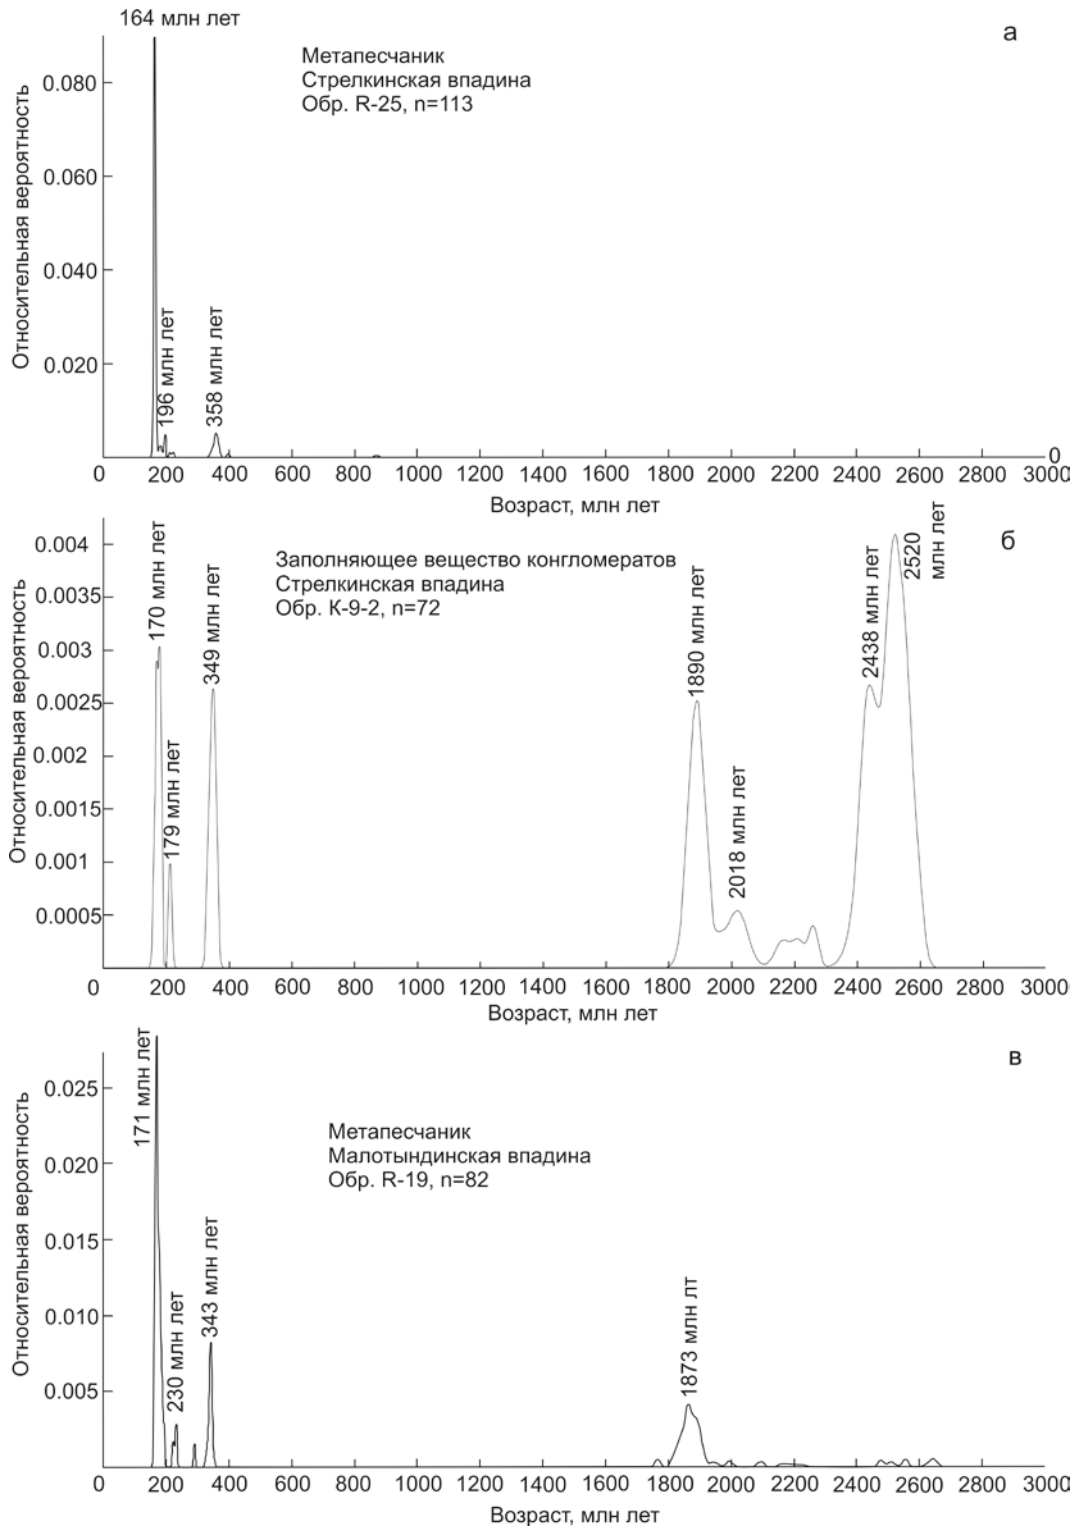 164 млн лет
а
Метапесчаник
Стрелкинская впадина
Обр. R-25, n=113
Относительная вероятность
0.080
0.060
0.040
0.020
196 млн лет
358 млн лет
0
0 200 400 600 800 1000 1200 1400 1600 1800 2000 2200 2400 2600 2800 3000
Возраст, млн лет
б
Заполняющее вещество конгломератов
Стрелкинская впадина
Обр. К-9-2, n=72
Относительная вероятность
0.004
0.0035
0.003
0.0025
0.002
0.0015
0.001
0.0005
170 млн лет
179 млн лет
349 млн лет
1890 млн лет
2018 млн лет
2438 млн лет
2520
млн лет
0 200 400 600 800 1000 1200 1400 1600 1800 2000 2200 2400 2600 2800 3000
Возраст, млн лет
в
Метапесчаник
Малотындинская впадина
Обр. R-19, n=82
Относительная вероятность
0.025
0.020
0.015
0.010
0.005
171 млн лет
230 млн лет
343 млн лет
1873 млн лт
0 200 400 600 800 1000 1200 1400 1600 1800 2000 2200 2400 2600 2800 3000
Возраст, млн лет